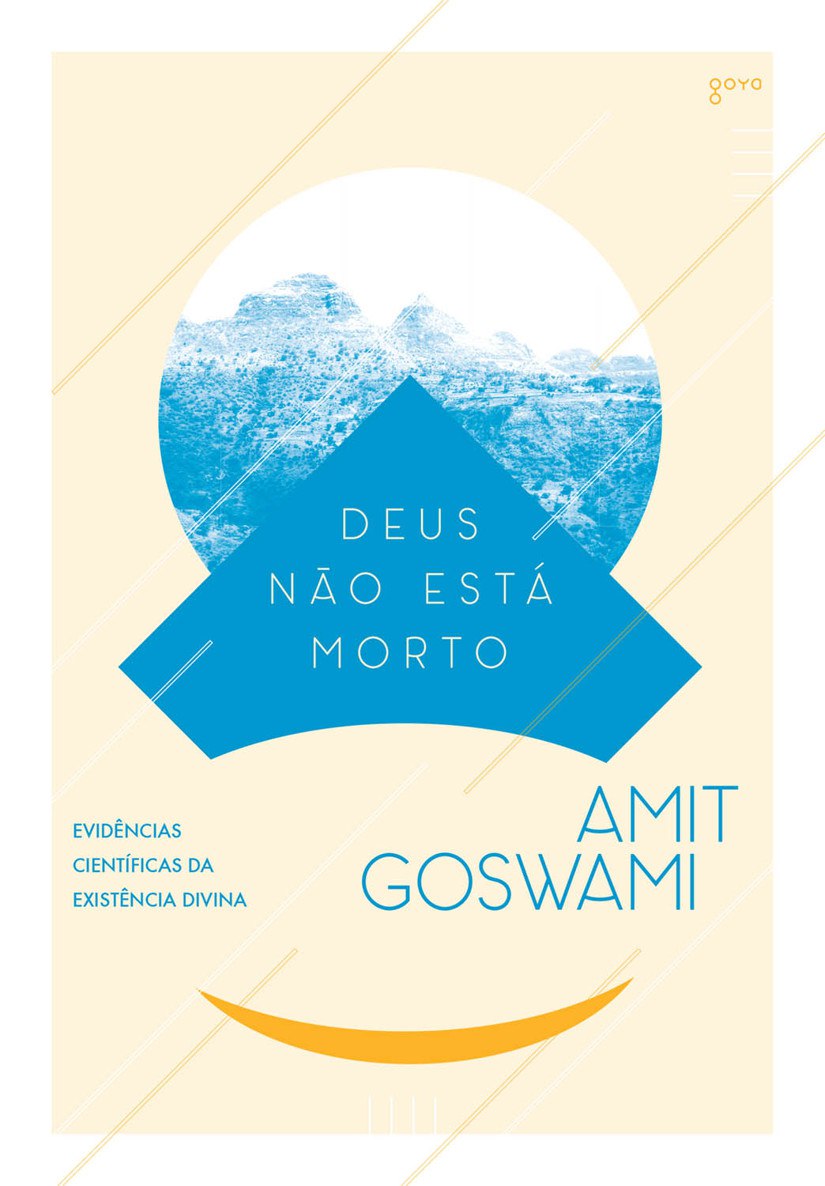 goya
DEUS
NÃO ESTÁ
MORTO
AMIT
GOSWAMI
EVIDÊNCIAS
CIENTÍFICAS DA
EXISTÊNCIA DIVINA